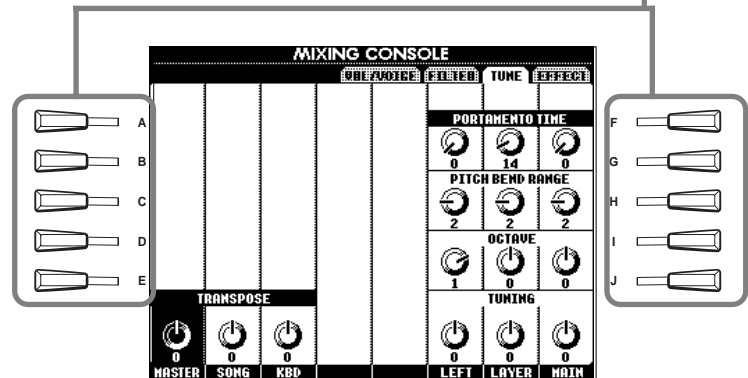 MIXING CONSOLE
VOL/VOICE FILTER TUNE EFFECT
A F
PORTAMENTO TIME
0 14 0
B G
PITCH BEND RANGE
C H
2 2 2
D I
OCTAVE
1 0 0
E J
TRANSPOSE TUNING
0 0 0 0 0 0
MASTER SONG KBD LEFT LAYER MAIN